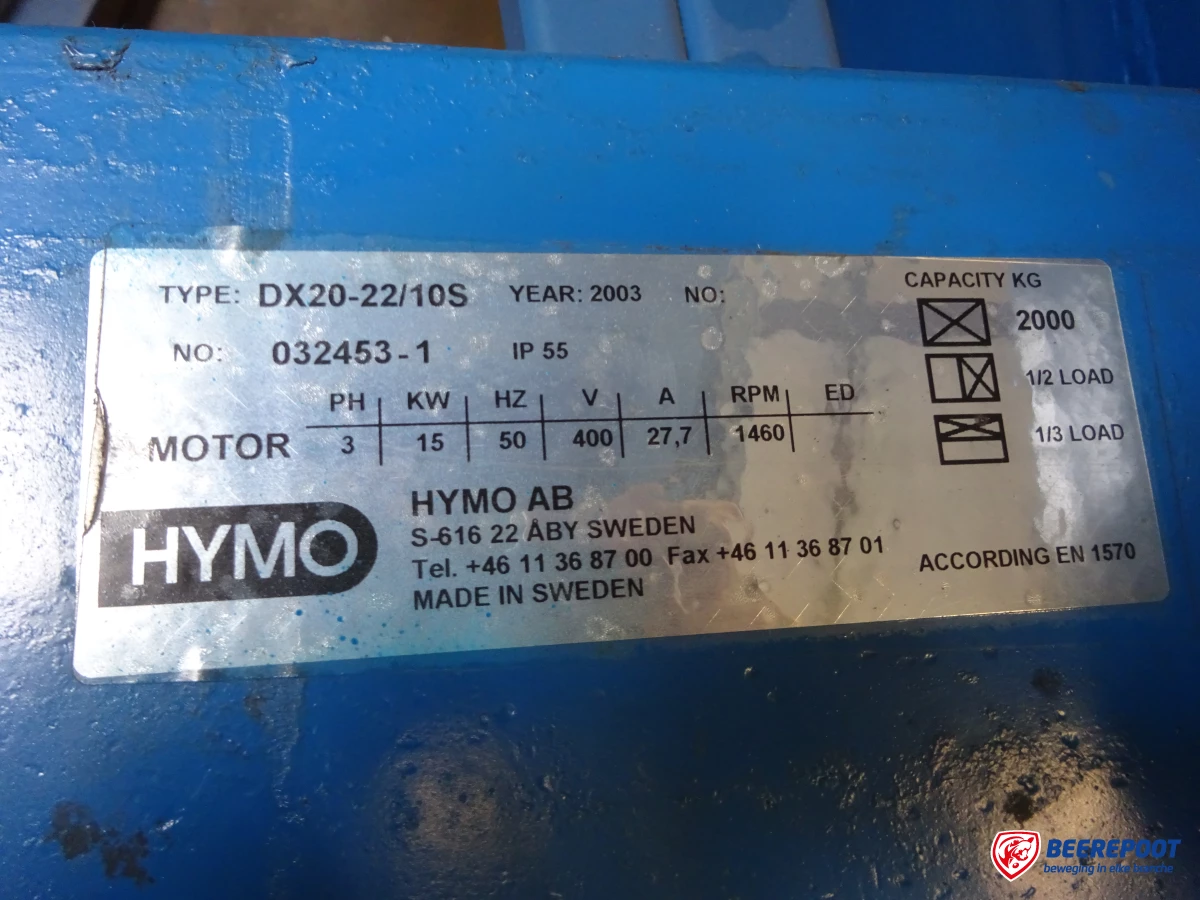 TYPE: DX20-22/10S YEAR: 2003 NO:
NO: 032453-1 IP 55
PH KW HZ V A RPM ED
MOTOR 3 15 50 400 27,7 1460
CAPACITY KG
2000
1/2 LOAD
1/3 LOAD
HYMO
HYMO AB
S-616 22 ÅBY SWEDEN
Tel. +46 11 36 87 00 Fax +46 11 36 87 01
MADE IN SWEDEN
ACCORDING EN 1570
BEEREPOOT
beweging in elke branche